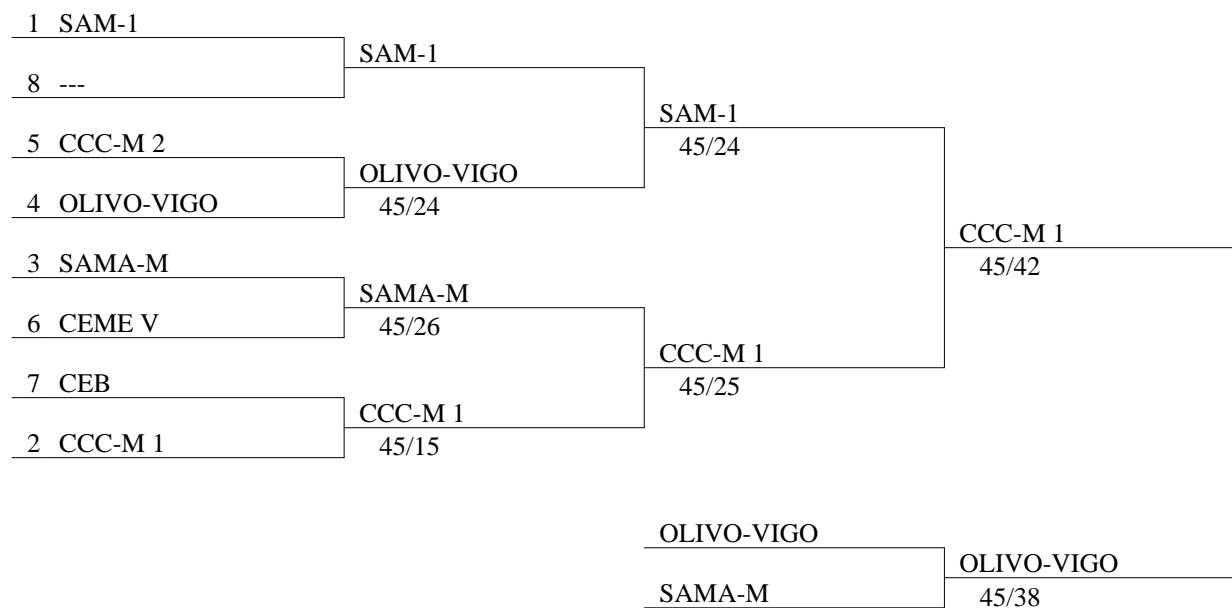 1 SAM-1
8 ---
5 CCC-M 2
4 OLIVO-VIGO
3 SAMA-M
6 CEME V
7 CEB
2 CCC-M 1
SAM-1
OLIVO-VIGO
45/24
SAMA-M
45/26
CCC-M 1
45/15
SAM-1
45/24
CCC-M 1
45/25
CCC-M 1
45/42
OLIVO-VIGO
SAMA-M
OLIVO-VIGO
45/38